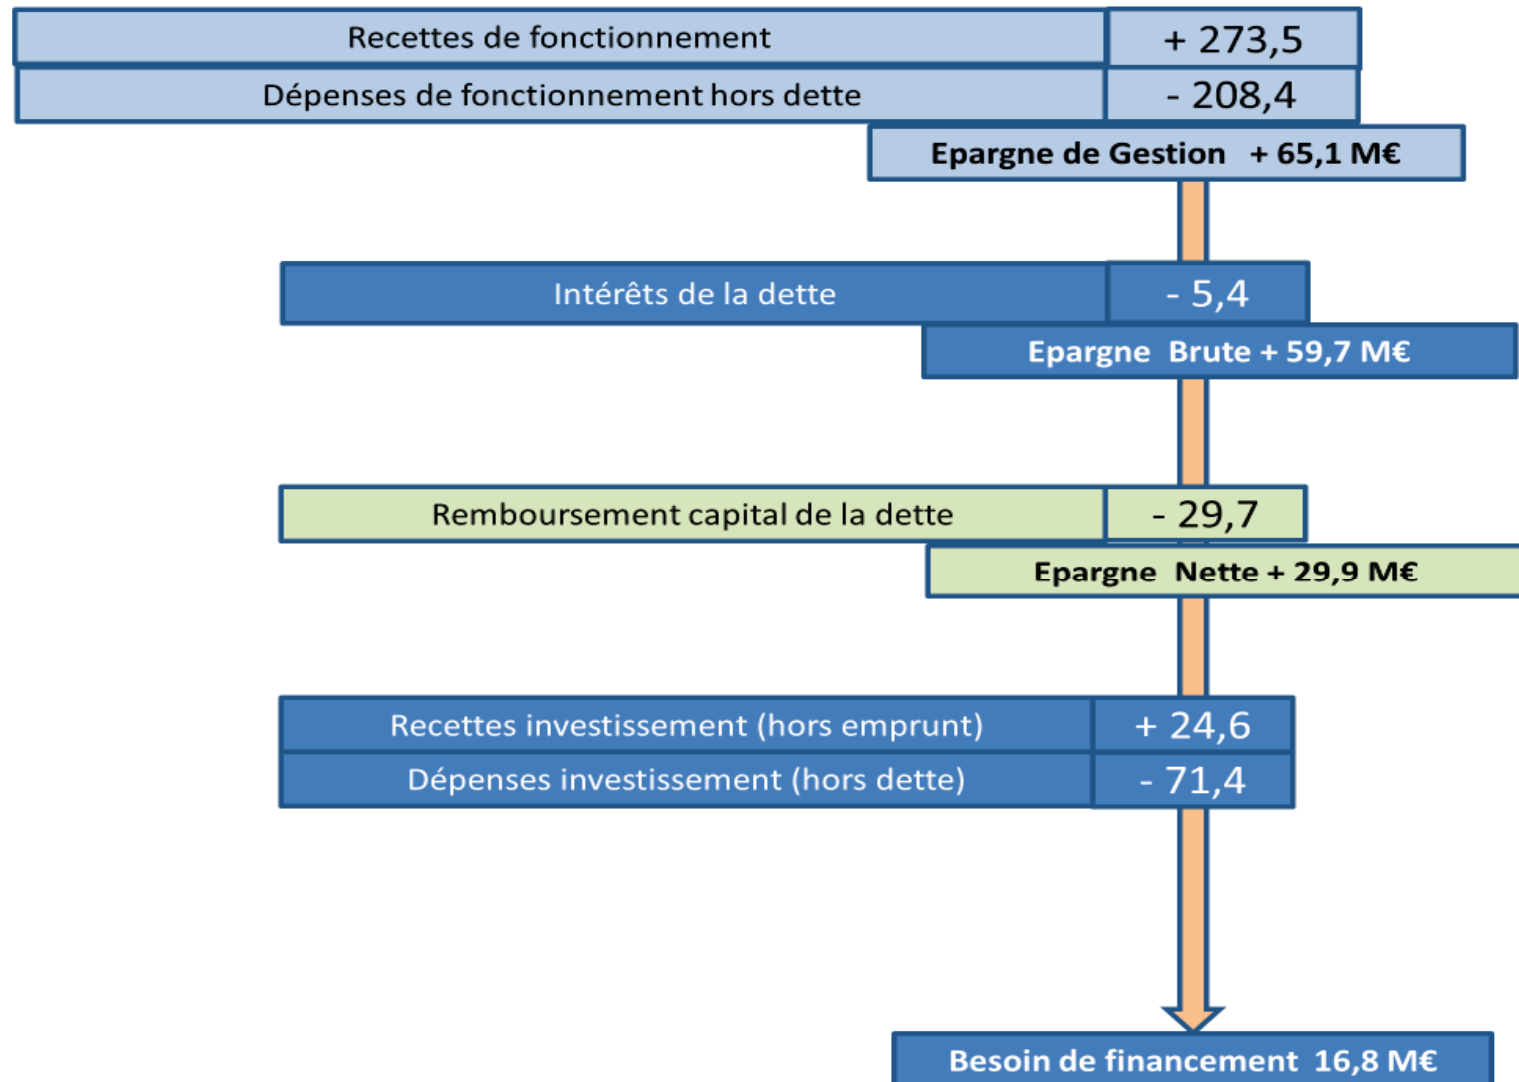 Recettes de fonctionnement + 273,5
Dépenses de fonctionnement hors dette - 208,4
Epargne de Gestion + 65,1 M€
Intérêts de la dette - 5,4
Epargne Brute + 59,7 M€
Remboursement capital de la dette - 29,7
Epargne Nette + 29,9 M€
Recettes investissement (hors emprunt) + 24,6
Dépenses investissement (hors dette) - 71,4
Besoin de financement 16,8 M€